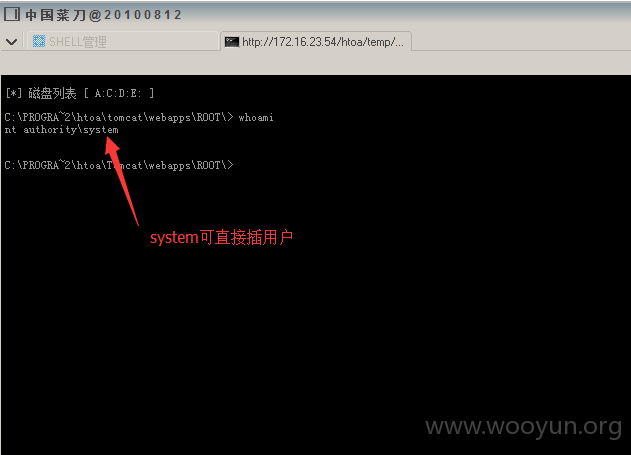 中国菜刀@20100812
SHELL管理
http://172.16.23.54/htoa/temp/...
[*] 磁盘列表 [ A:C:D:E: ]
C:\PROGRA~2\htoa\tomcat\webapps\ROOT\> whoami
nt authority\system
C:\PROGRA~2\htoa\Tomcat\webapps\ROOT\>
system可直接插用户
www.wooyun.org